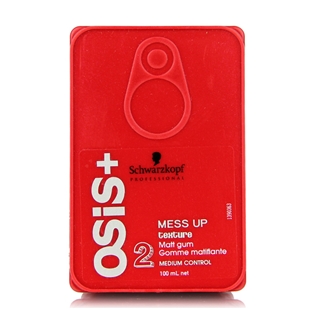 Schwarzkopf
PROFESSIONAL
OSiS+
MESS UP
texture
2
Matt gum
Gomme matifiante
MEDIUM CONTROL
100 mL net